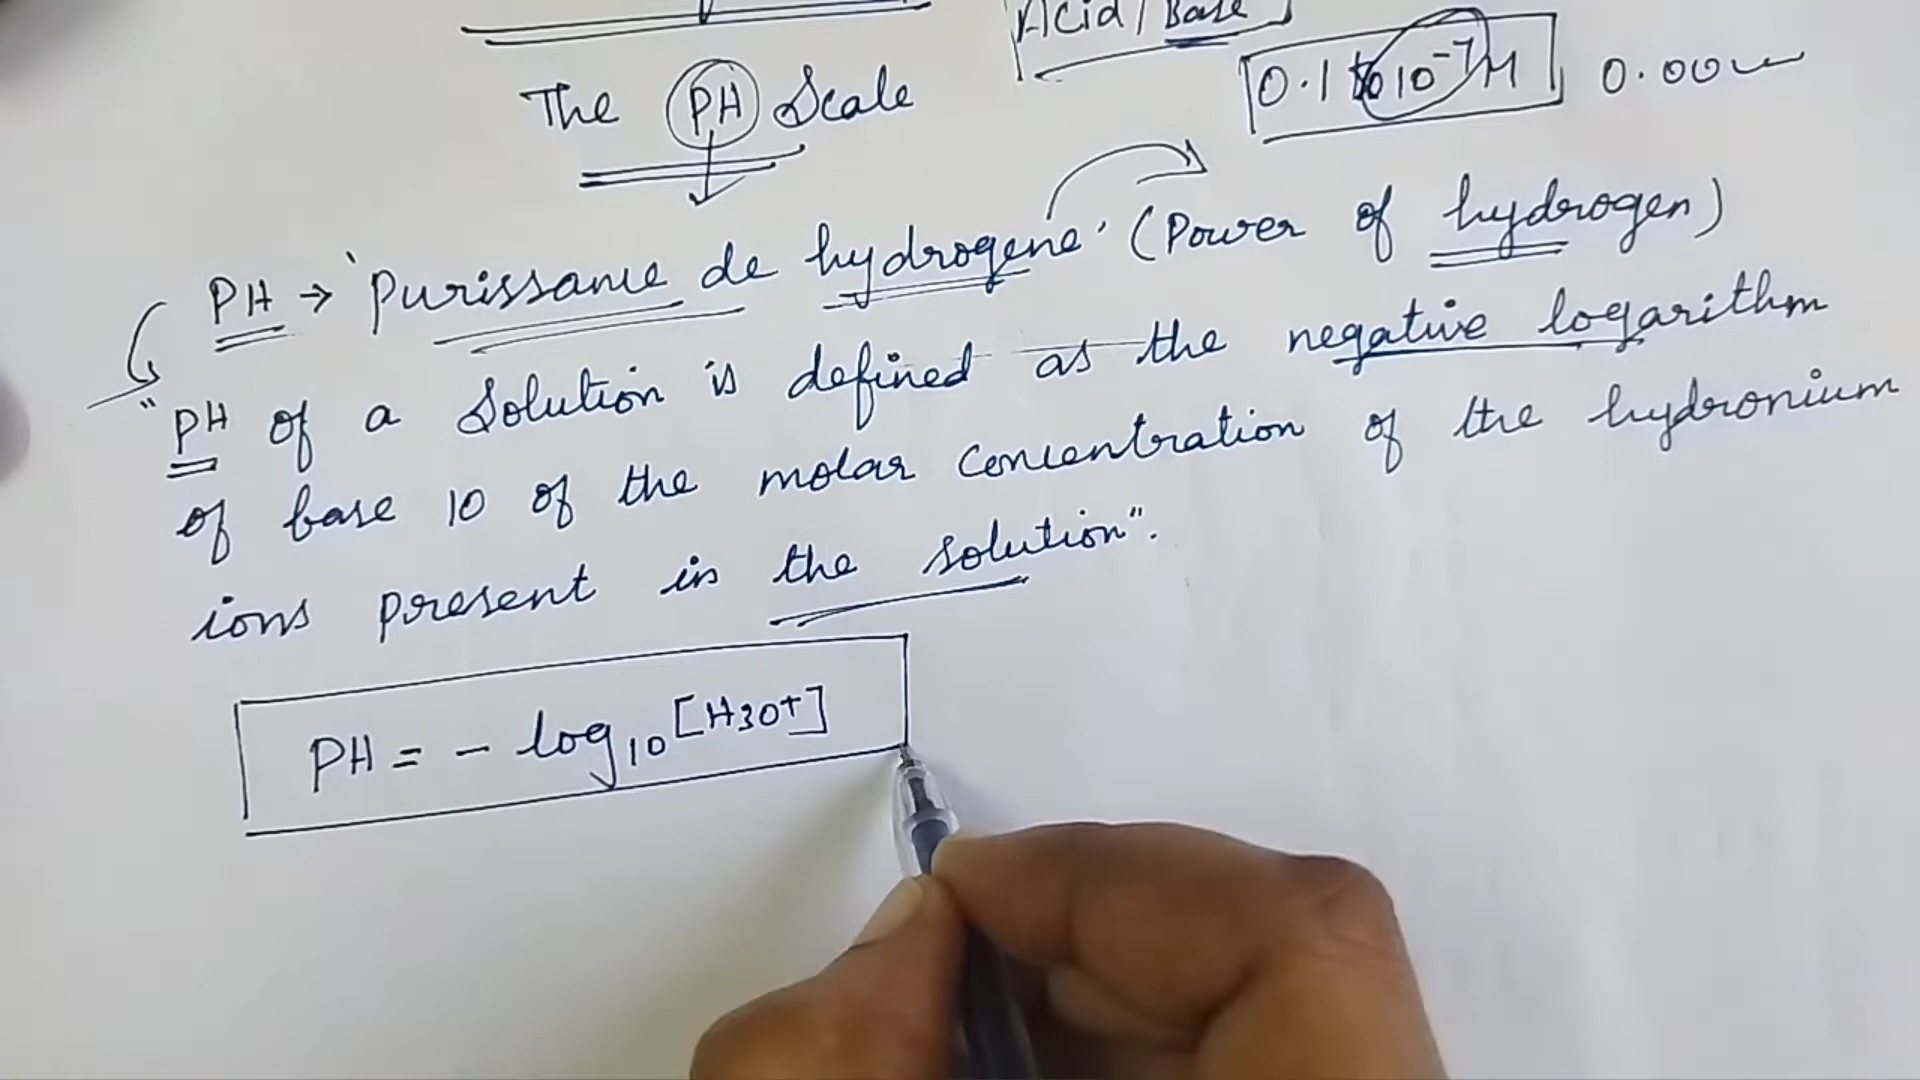 Acid / Base
0.1 to 10⁻⁷ M 0.00
The PH Scale
PH → 'Purissance de hydrogene' (Power of hydrogen)
"PH of a Solution is defined as the negative logarithm
of base 10 of the molar concentration of the hydronium
ions present in the solution".
PH = - log₁₀ [H3O+]